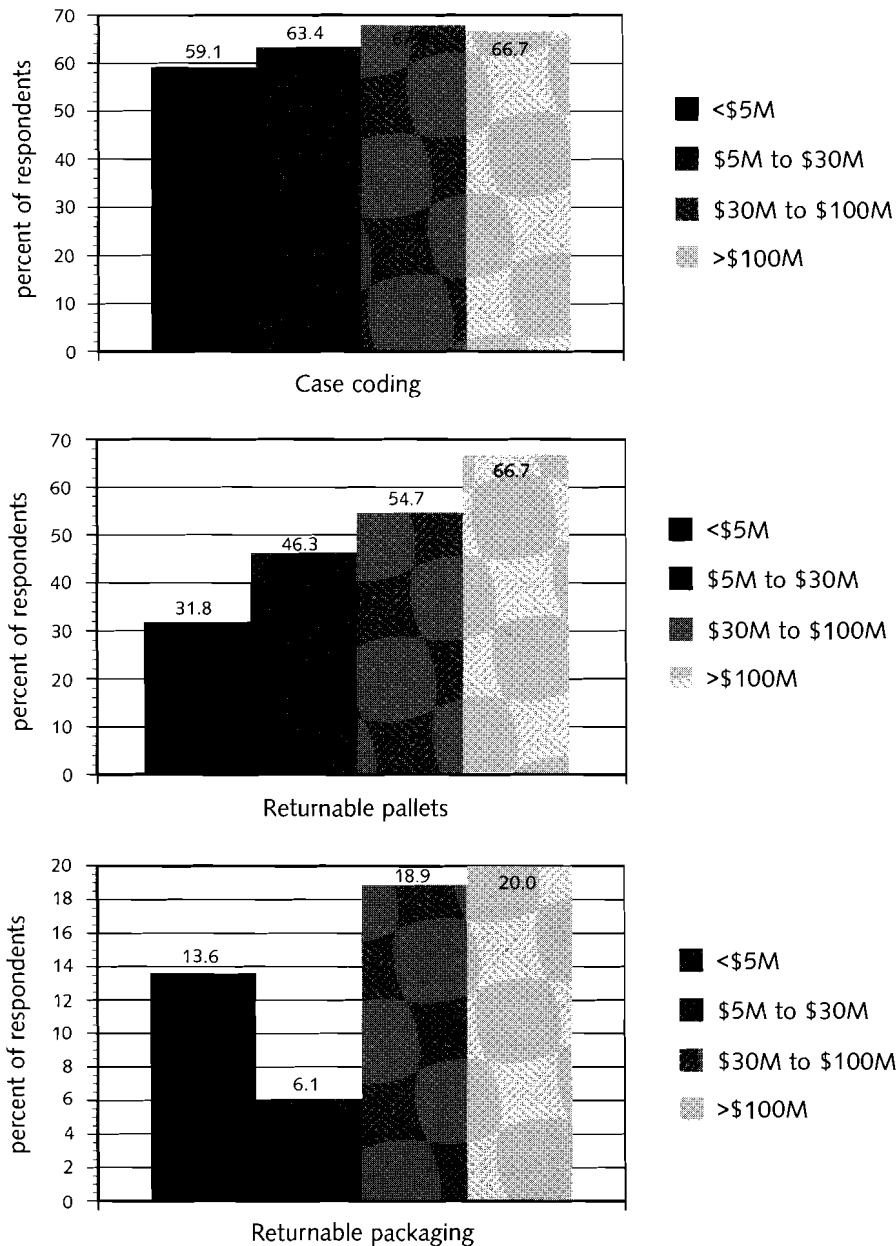 percent of respondents
70
60
50
40
30
20
10
0
59.1
63.4
66.7
<$5M
$5M to $30M
$30M to $100M
>$100M
Case coding
percent of respondents
70
60
50
40
30
20
10
0
31.8
46.3
54.7
66.7
<$5M
$5M to $30M
$30M to $100M
>$100M
Returnable pallets
percent of respondents
20
18
16
14
12
10
8
6
4
2
0
13.6
6.1
18.9
20.0
<$5M
$5M to $30M
$30M to $100M
>$100M
Returnable packaging